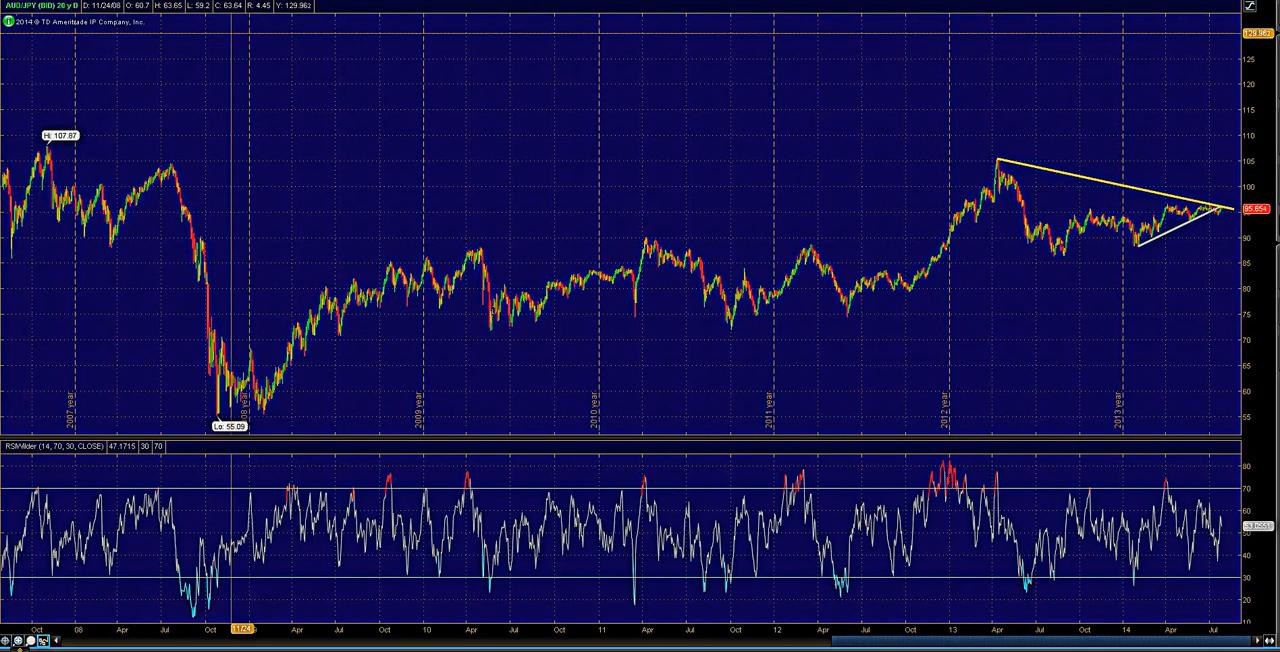 AUD/JPY (BID) 20 y D D: 11/24/08 O: 60.7 H: 63.65 L: 59.2 C: 63.64 R: 4.45 Y: 129.962
2014 © TD Ameritrade IP Company, Inc.
129.962
125
120
115
Hi: 107.87
110
105
100
95.654
90
85
80
75
70
65
60
55
2007 year
2009 year
2010 year
2011 year
2012 year
2013 year
Lo: 55.09
RSIWilder (14, 70, 30, CLOSE) 47.1715 30 70
80
70
60
40
30
20
10
Oct 08 Apr Jul Oct 11/24 Apr Jul Oct 10 Apr Jul Oct 11 Apr Jul Oct 12 Apr Jul Oct 13 Apr Jul Oct 14 Apr Jul